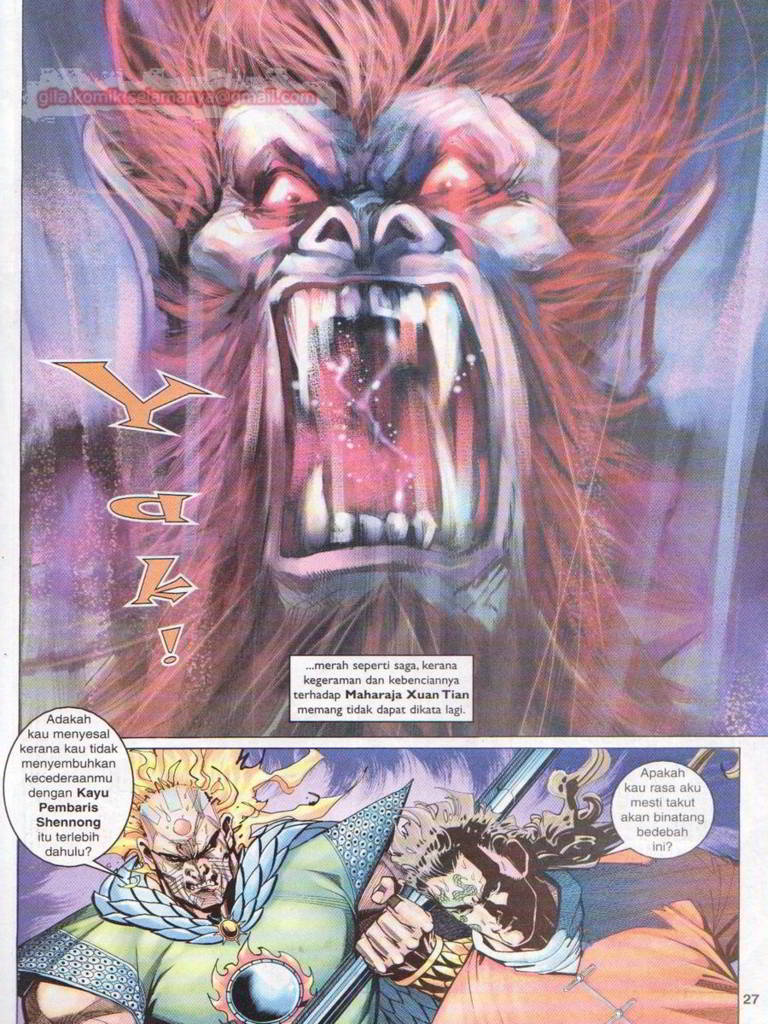 gila.komik.selamanya@gmail.com
Yak!
...merah seperti saga, kerana
kegeraman dan kebenciannya
terhadap Maharaja Xuan Tian
memang tidak dapat dikata lagi.
Adakah
kau menyesal
kerana kau tidak
menyembuhkan
kecederaanmu
dengan Kayu
Pembaris
Shennong
itu terlebih
dahulu?
Apakah
kau rasa aku
mesti takut
akan binatang
bedebah
ini?
27